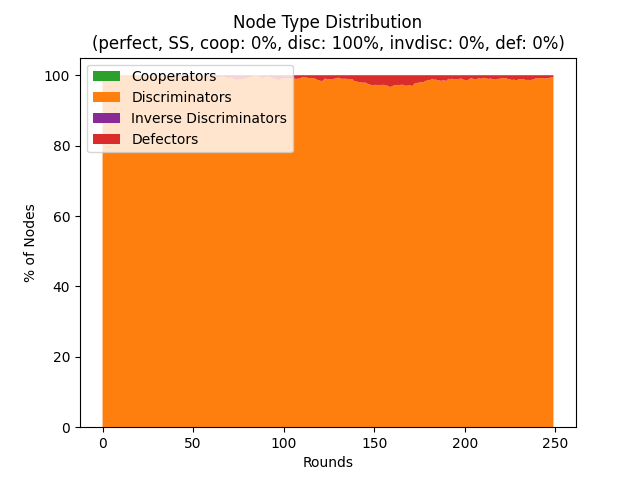 Node Type Distribution
(perfect, SS, coop: 0%, disc: 100%, invdisc: 0%, def: 0%)
Cooperators
Discriminators
Inverse Discriminators
Defectors
% of Nodes
100
80
60
40
20
0
0 50 100 150 200 250
Rounds